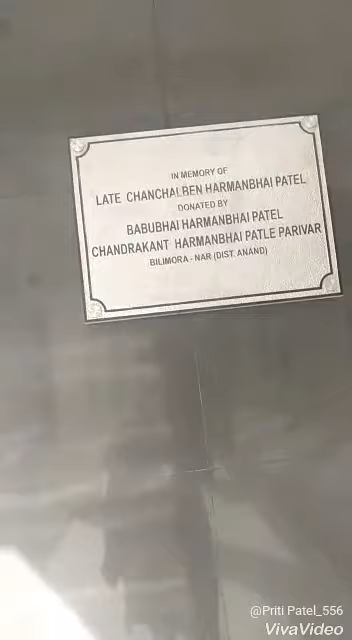 IN MEMORY OF
LATE CHANCHALBEN HARMANBHAI PATEL
DONATED BY
BABUBHAI HARMANBHAI PATEL
CHANDRAKANT HARMANBHAI PATLE PARIVAR
BILIMORA - NAR (DIST. ANAND)
@Priti Patel_556
VivaVideo